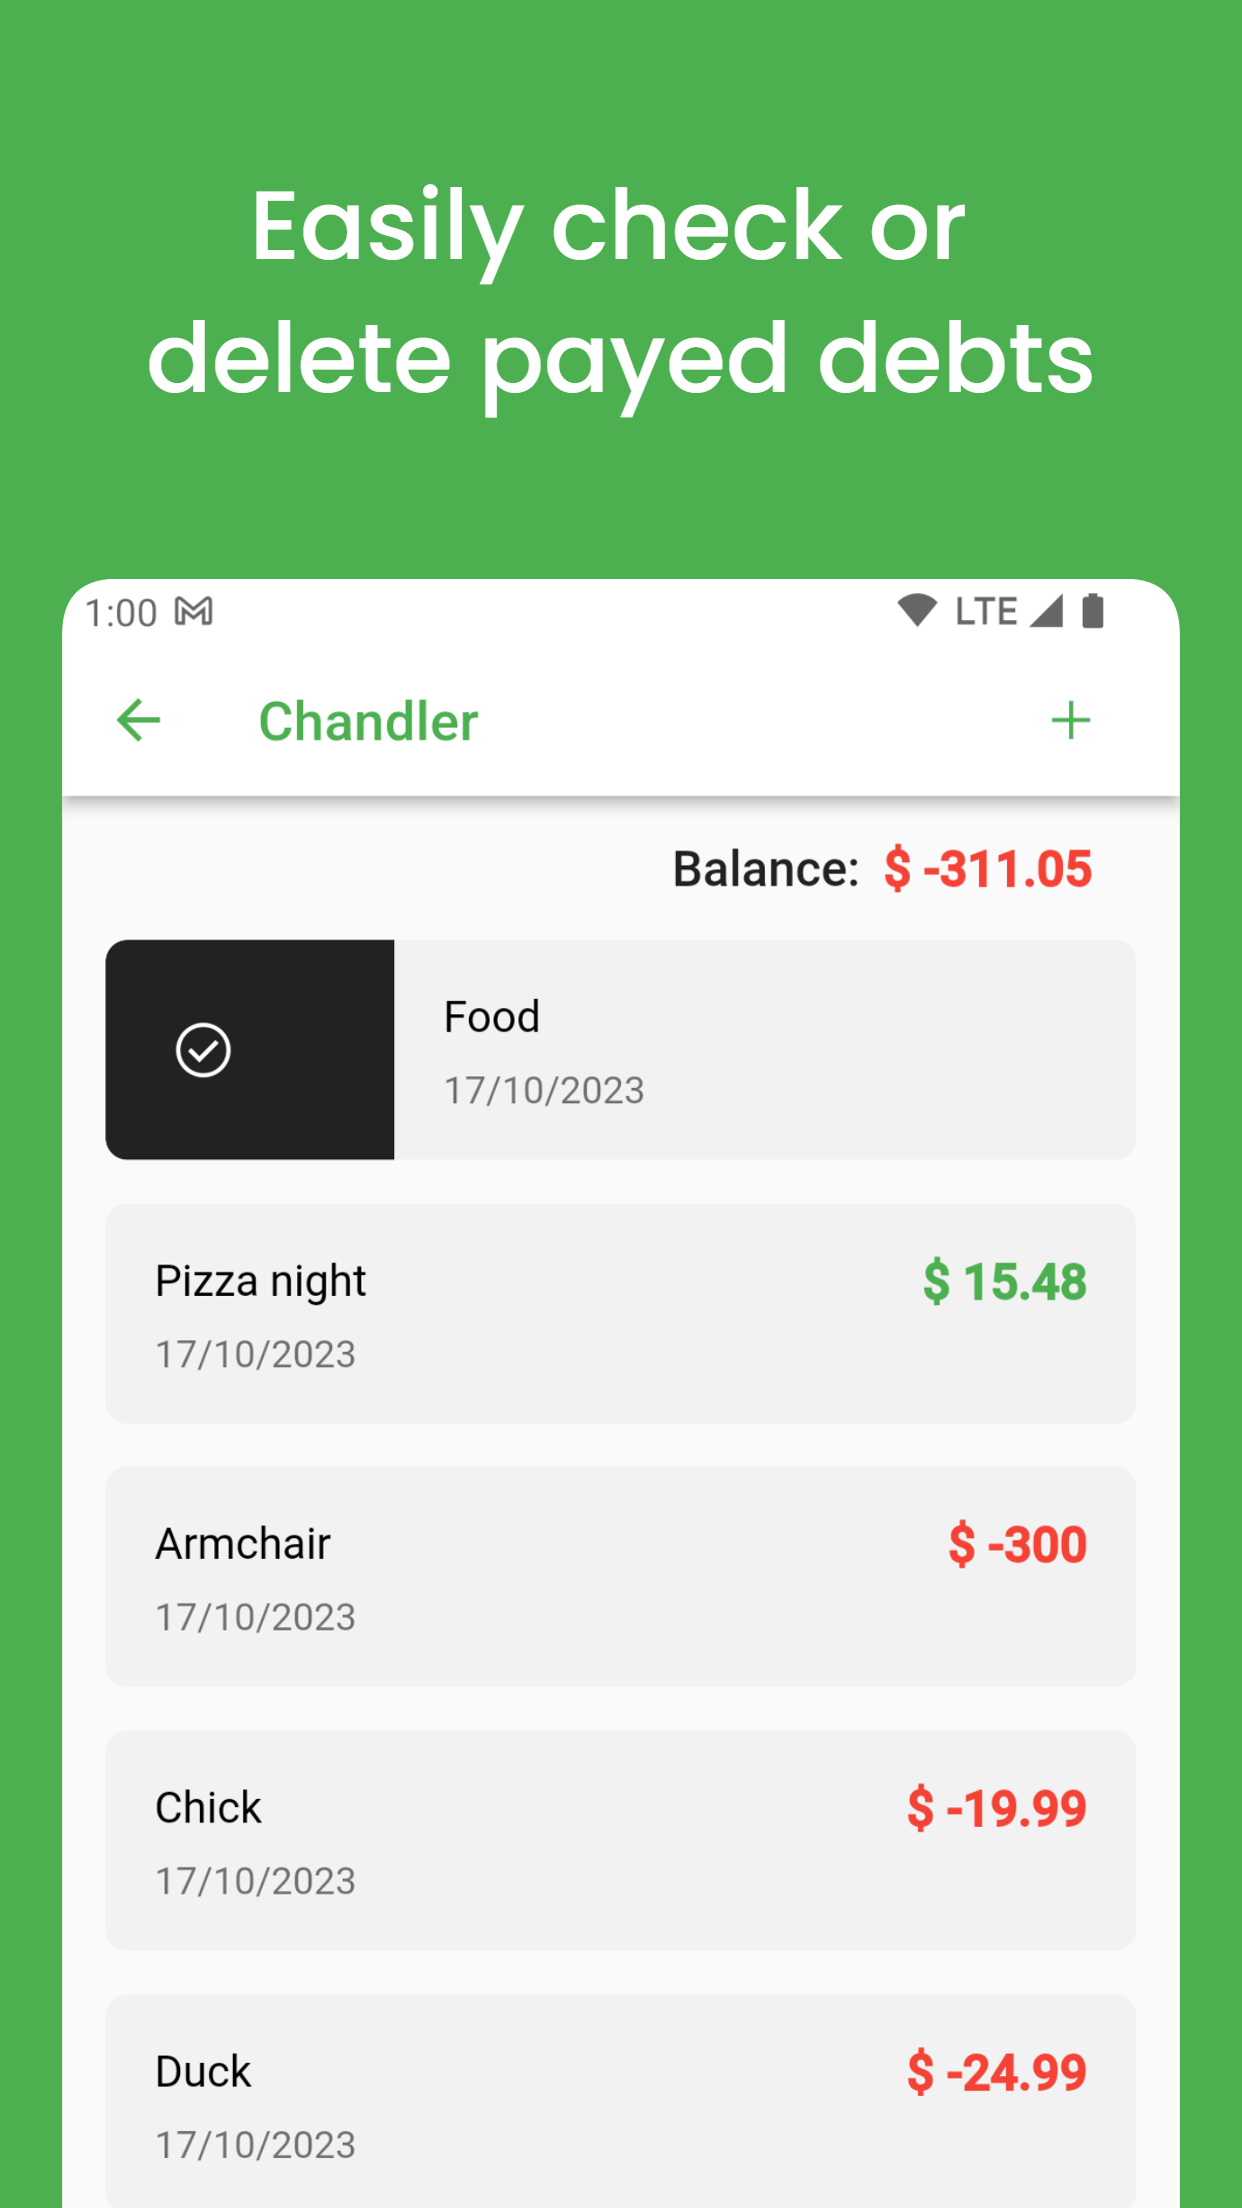 Easily check or
delete payed debts
1:00 LTE
Chandler
Balance: $ -311.05
Food
17/10/2023
Pizza night $ 15.48
17/10/2023
Armchair $ -300
17/10/2023
Chick $ -19.99
17/10/2023
Duck $ -24.99
17/10/2023